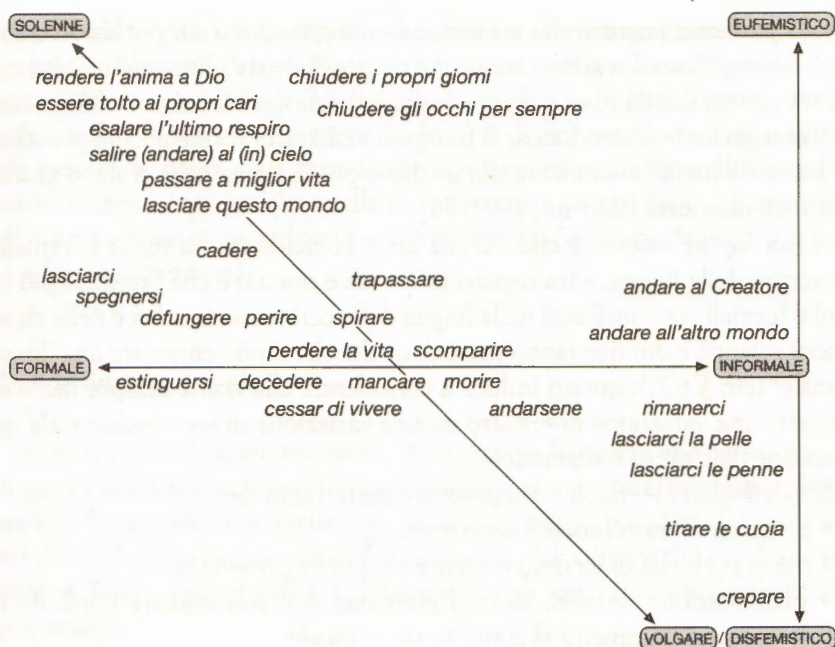 SOLENNE EUFEMISTICO
rendere l'anima a Dio chiudere i propri giorni
essere tolto ai propri cari
chiudere gli occhi per sempre
esalare l'ultimo respiro
salire (andare) al (in) cielo
passare a miglior vita
lasciare questo mondo
cadere
lasciarci trapassare andare al Creatore
spegnersi
defungere perire spirare
andare all'altro mondo
perdere la vita scomparire
FORMALE INFORMALE
estinguersi decedere mancare morire
cessar di vivere andarsene rimanerci
lasciarci la pelle
lasciarci le penne
tirare le cuoia
crepare
VOLGARE / DISFEMISTICO